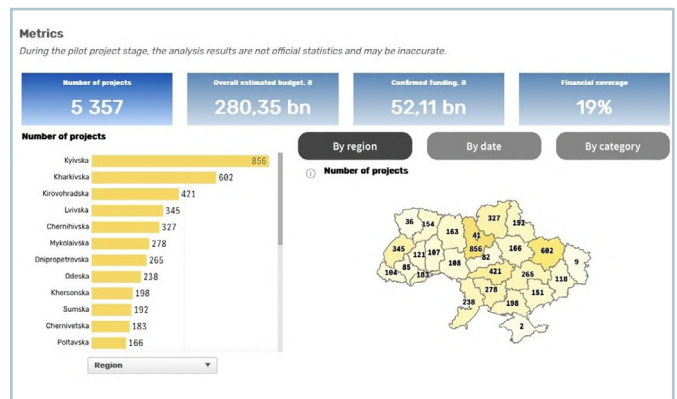 Metrics
During the pilot project stage, the analysis results are not official statistics and may be inaccurate.
Number of projects
5 357
Overall estimated budget, ₴
280,35 bn
Confirmed funding, ₴
52,11 bn
Financial coverage
19%
Number of projects
Kyivska 856
Kharkivska 602
Kirovohradska 421
Lvivska 345
Chernihivska 327
Mykolaivska 278
Dnipropetrovska 265
Odeska 238
Khersonska 198
Sumska 192
Chernivetska 183
Poltavska 166
Region
By region
By date
By category
Number of projects
36
154
163
327
192
41
856
82
345
121
107
104
85
183
108
166
602
421
265
118
9
278
151
238
198
2